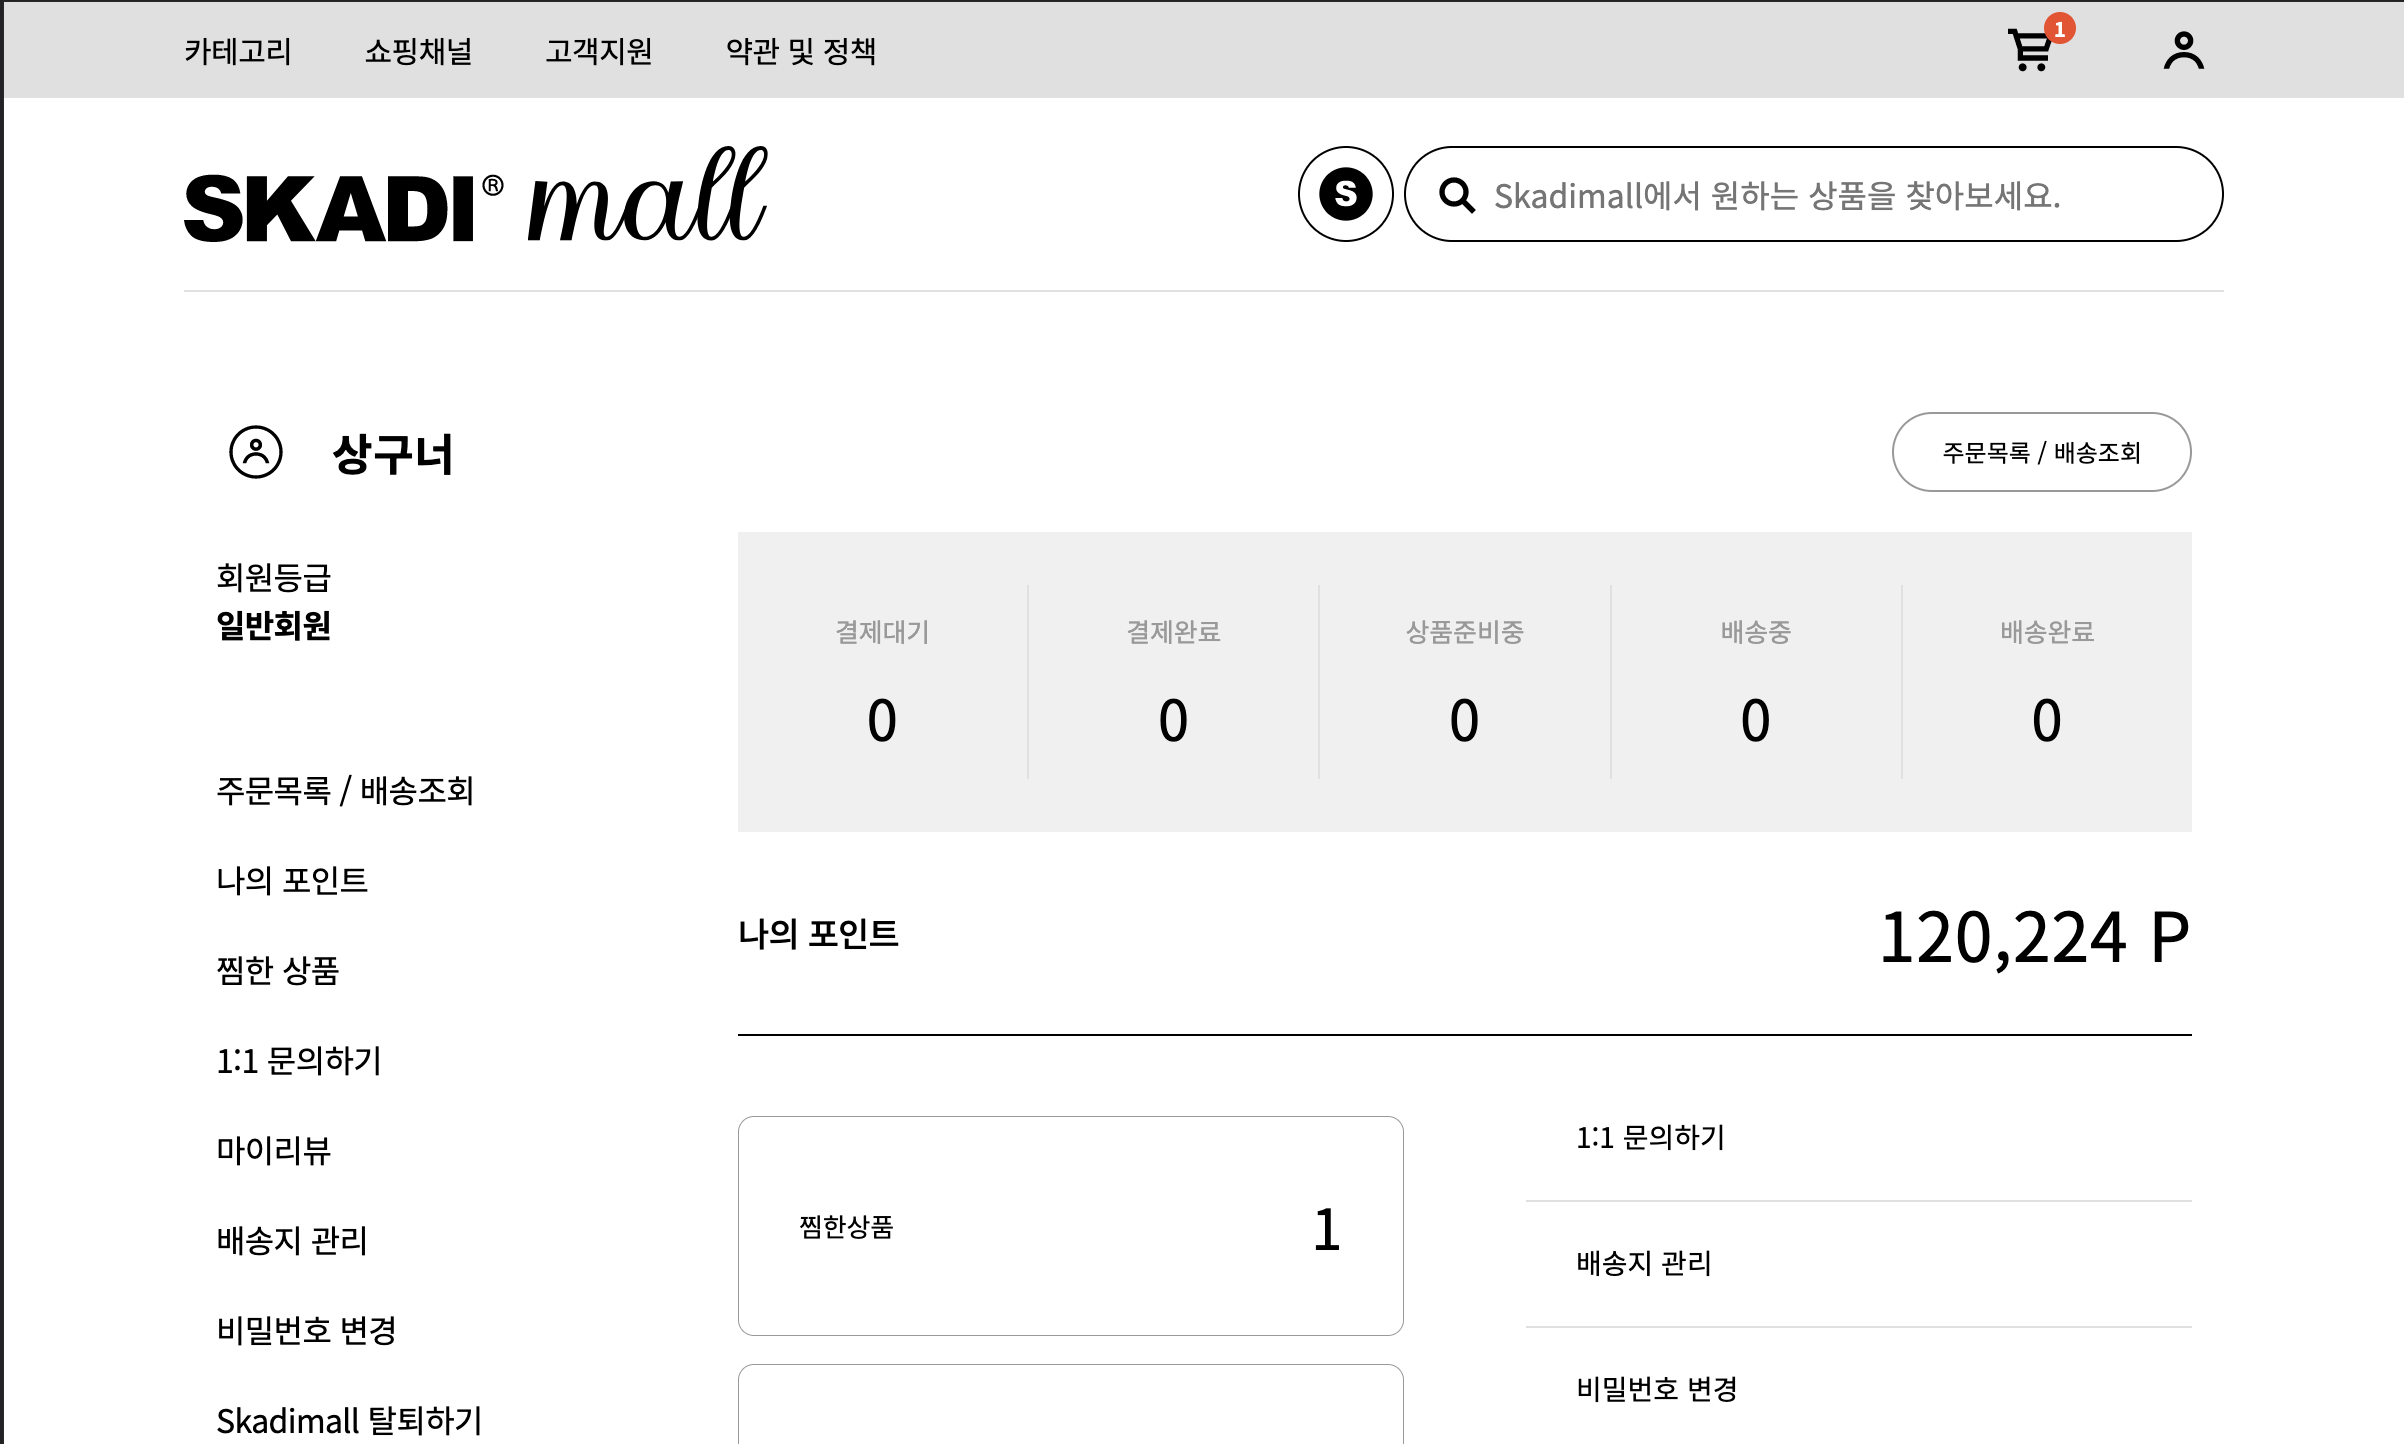 카테고리 쇼핑채널 고객지원 약관 및 정책 1
SKADI® mall
S Skadimall에서 원하는 상품을 찾아보세요.
상구너
주문목록 / 배송조회
회원등급
일반회원
주문목록 / 배송조회
나의 포인트
찜한 상품
1:1 문의하기
마이리뷰
배송지 관리
비밀번호 변경
Skadimall 탈퇴하기
결제대기 결제완료 상품준비중 배송중 배송완료
0 0 0 0 0
나의 포인트 120,224 P
찜한상품 1
1:1 문의하기
배송지 관리
비밀번호 변경